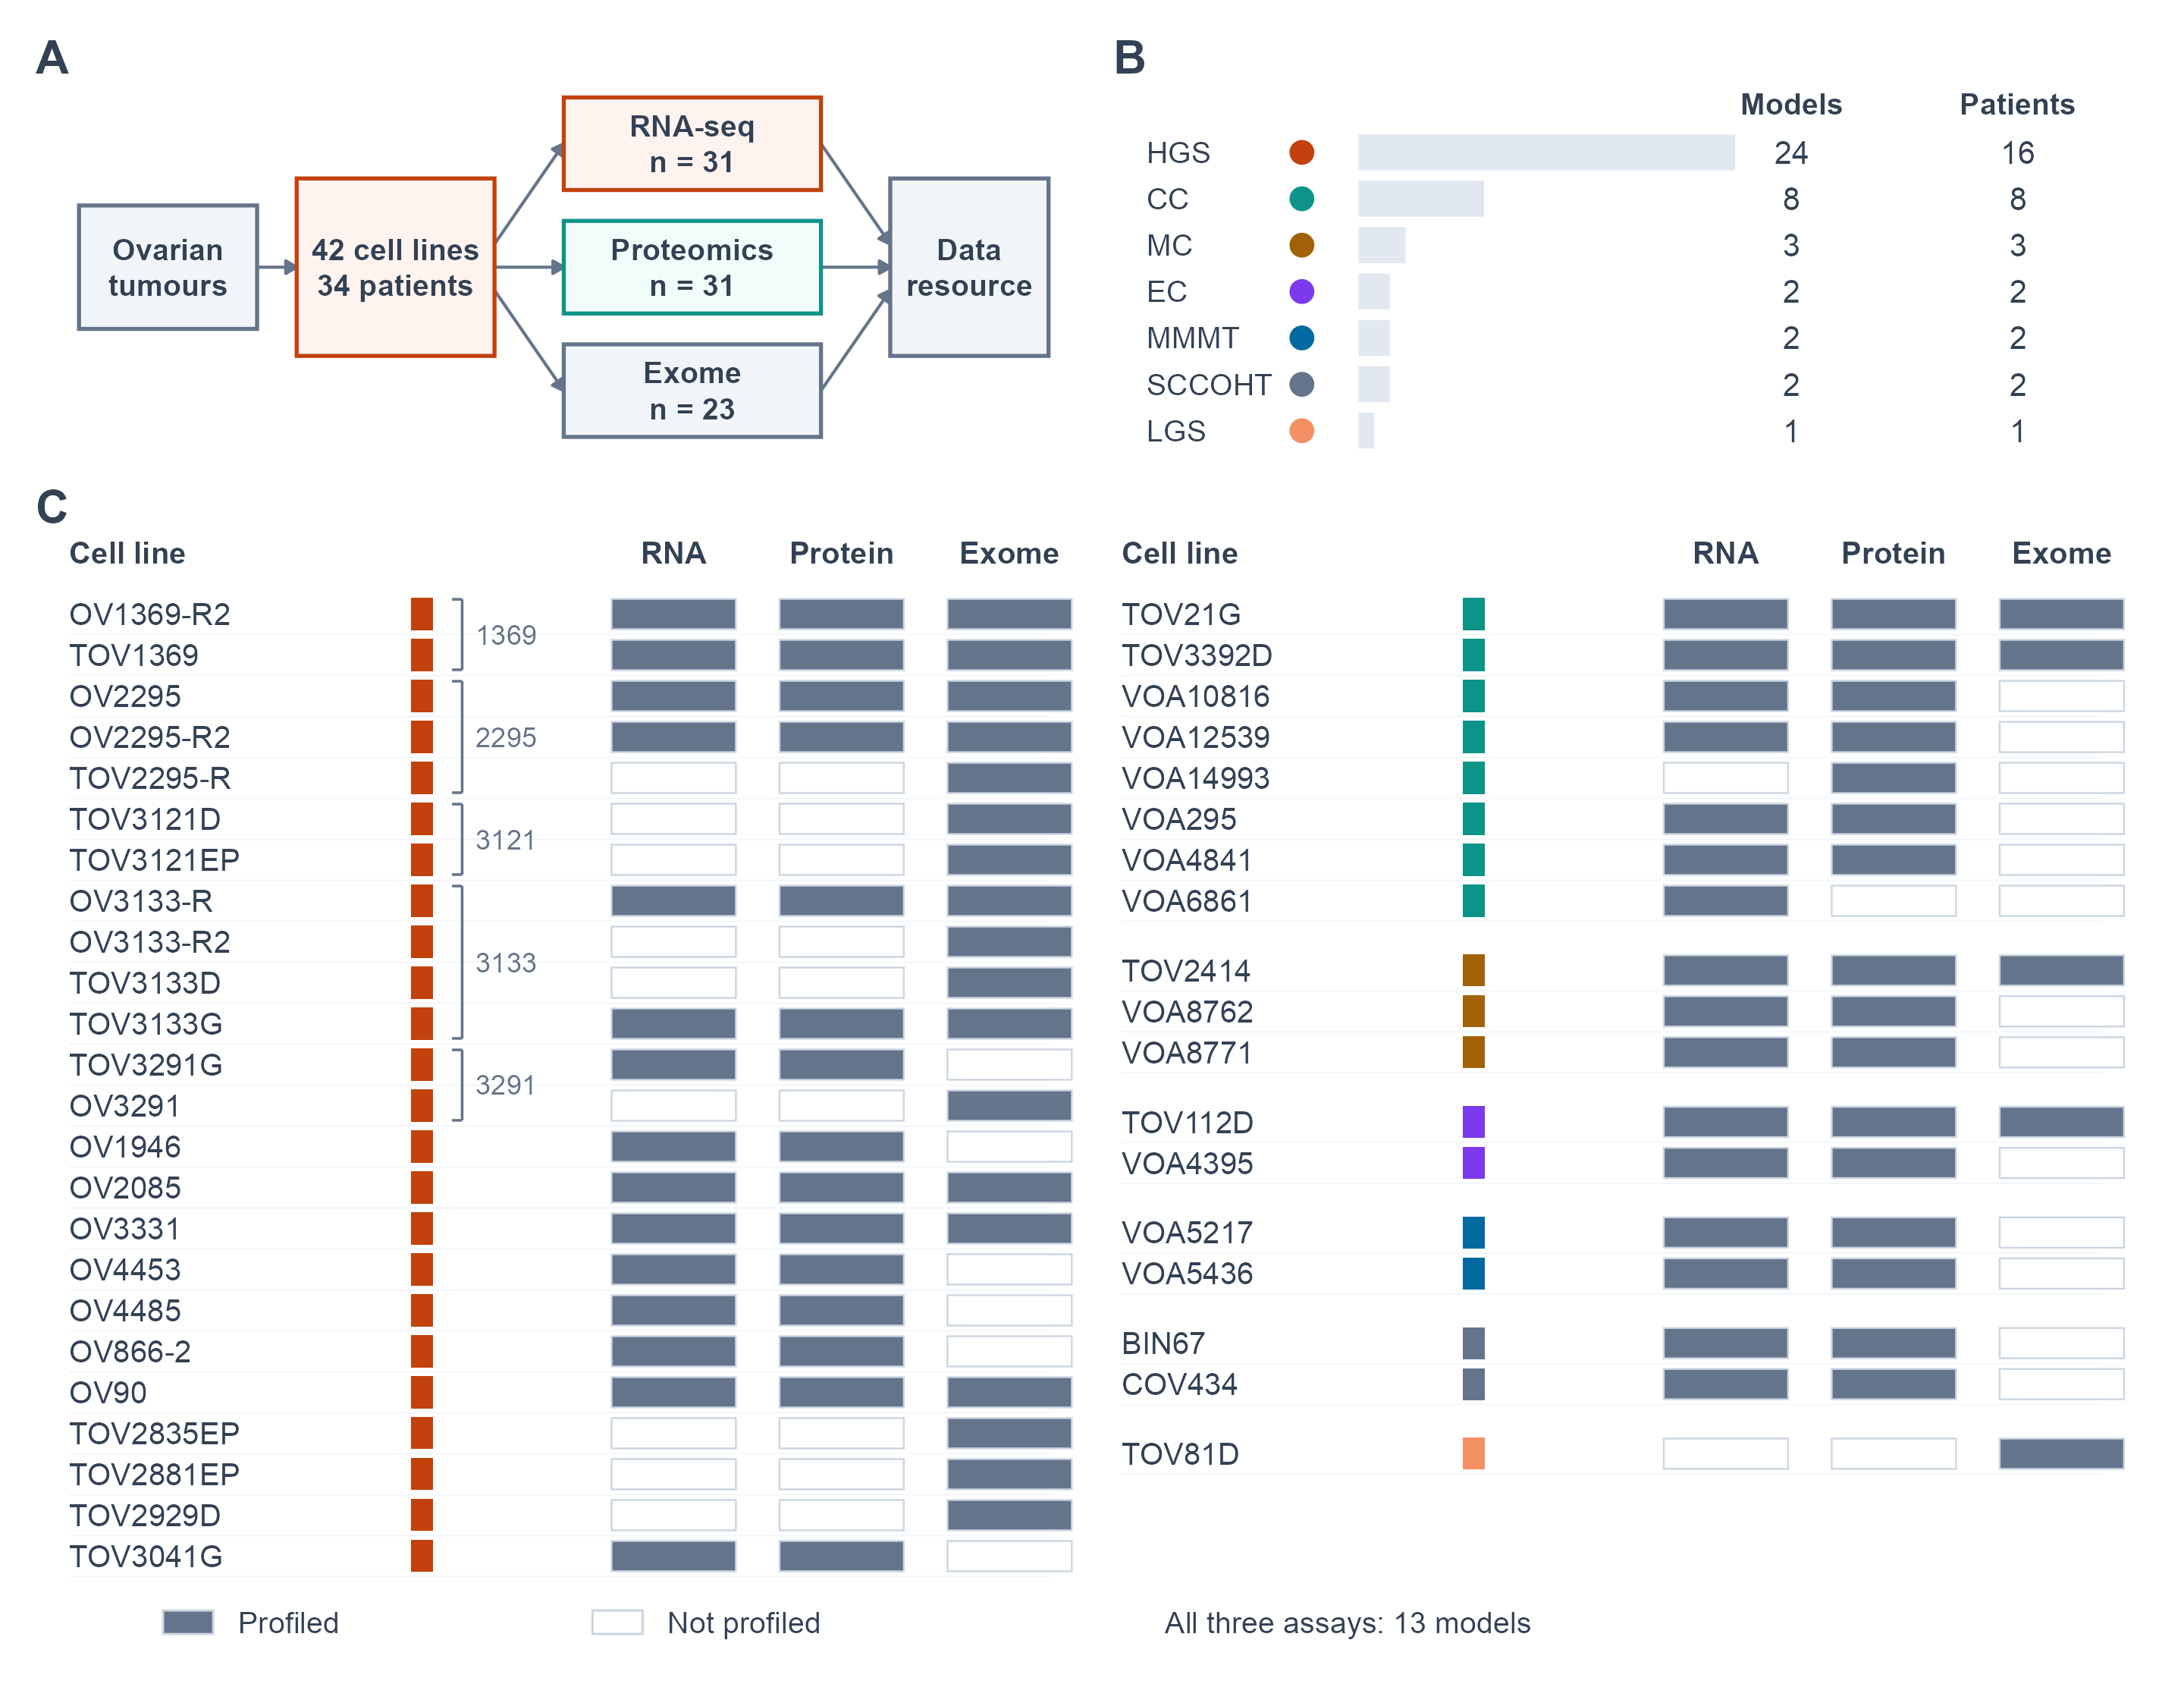 A
Ovarian
tumours
42 cell lines
34 patients
RNA-seq
n = 31
Proteomics
n = 31
Exome
n = 23
Data
resource
B
Models Patients
HGS 24 16
CC 8 8
MC 3 3
EC 2 2
MMMT 2 2
SCCOHT 2 2
LGS 1 1
C
Cell line RNA Protein Exome
OV1369-R2
1369
TOV1369
OV2295
OV2295-R2 2295
TOV2295-R
TOV3121D
3121
TOV3121EP
OV3133-R
OV3133-R2
3133
TOV3133D
TOV3133G
TOV3291G
3291
OV3291
OV1946
OV2085
OV3331
OV4453
OV4485
OV866-2
OV90
TOV2835EP
TOV2881EP
TOV2929D
TOV3041G
Cell line RNA Protein Exome
TOV21G
TOV3392D
VOA10816
VOA12539
VOA14993
VOA295
VOA4841
VOA6861
TOV2414
VOA8762
VOA8771
TOV112D
VOA4395
VOA5217
VOA5436
BIN67
COV434
TOV81D
Profiled Not profiled All three assays: 13 models